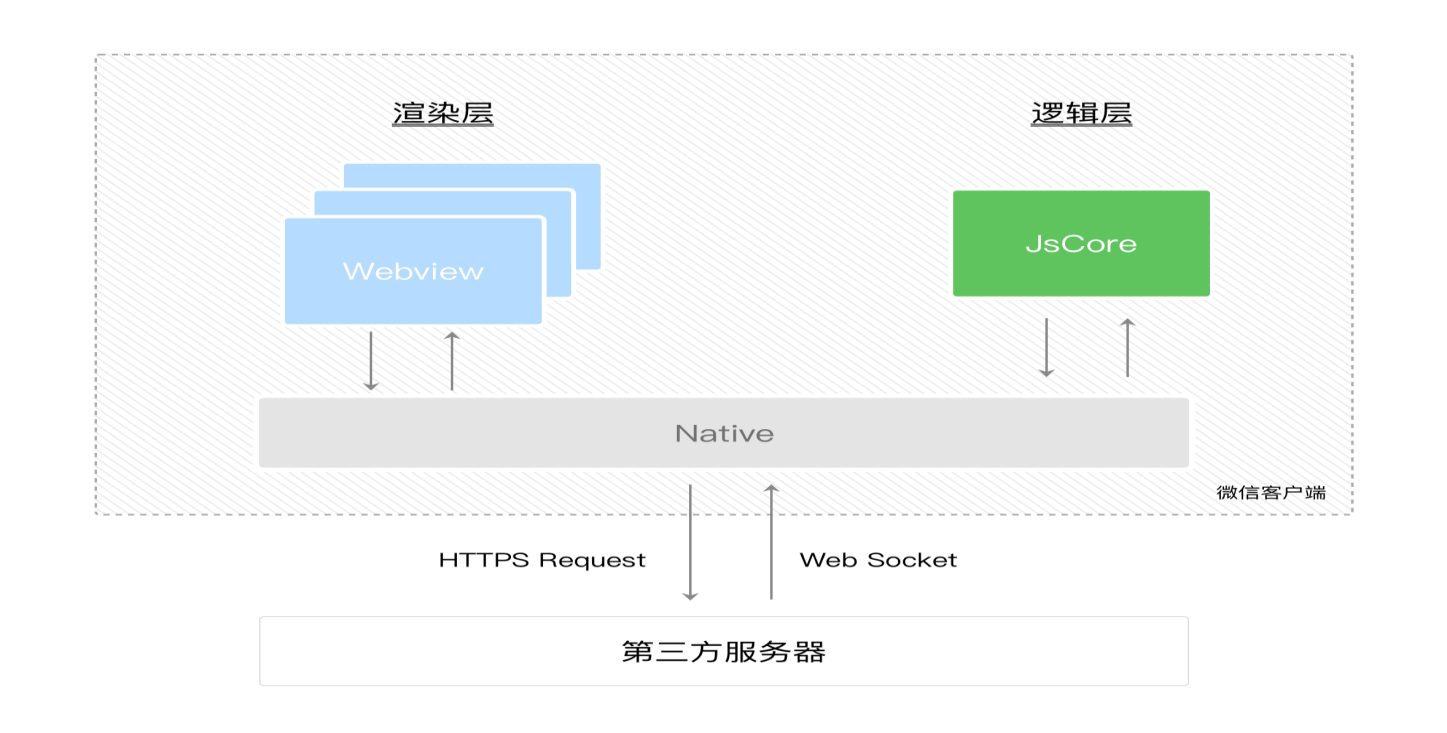 渲染层
逻辑层
Webview
JsCore
Native
微信客户端
HTTPS Request
Web Socket
第三方服务器